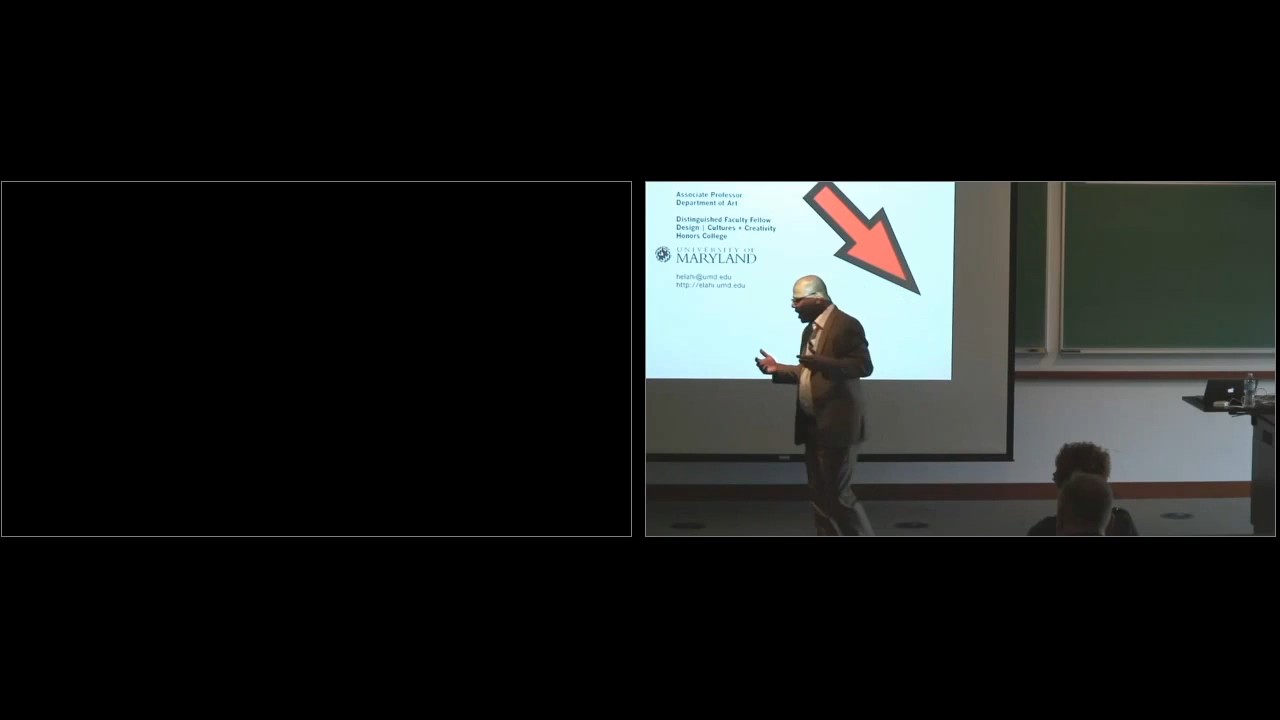 Associate Professor
Department of Art
Distinguished Faculty Fellow
Design | Cultures + Creativity
Honors College
UNIVERSITY OF
MARYLAND
helahi@umd.edu
http://elahi.umd.edu